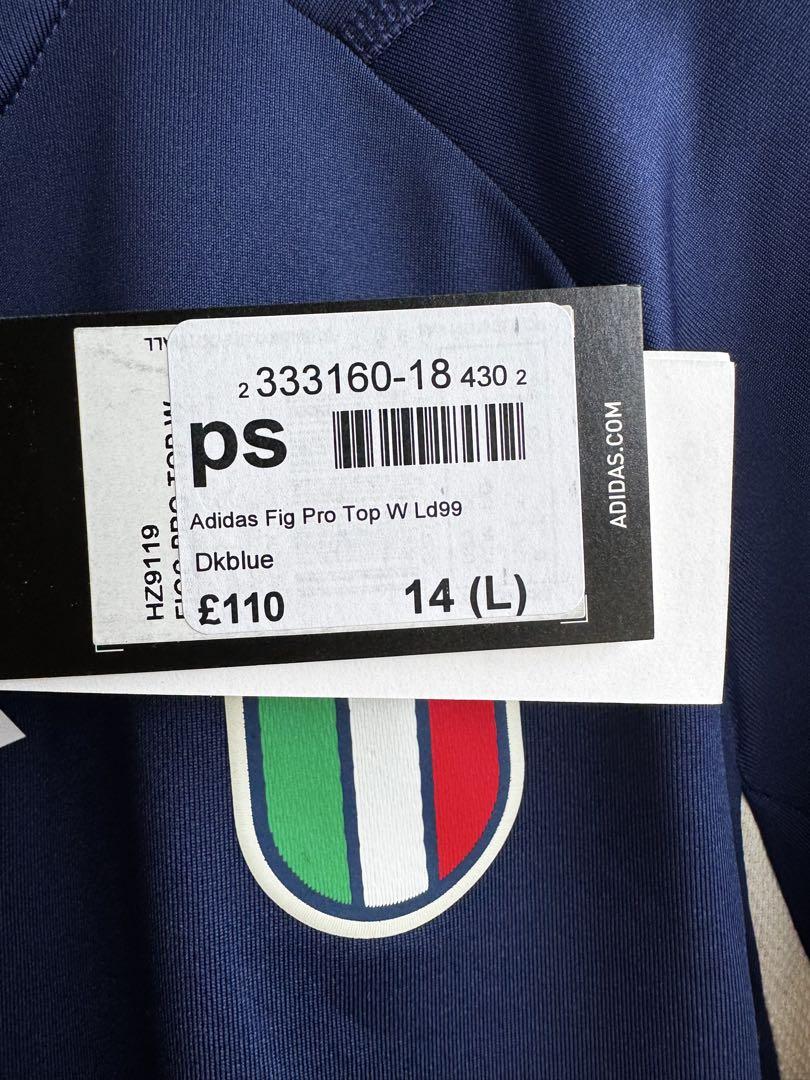 2 333160-18 430 2
ps
Adidas Fig Pro Top W Ld99
Dkblue
£110 14 (L)
HZ9119
ADIDAS.COM